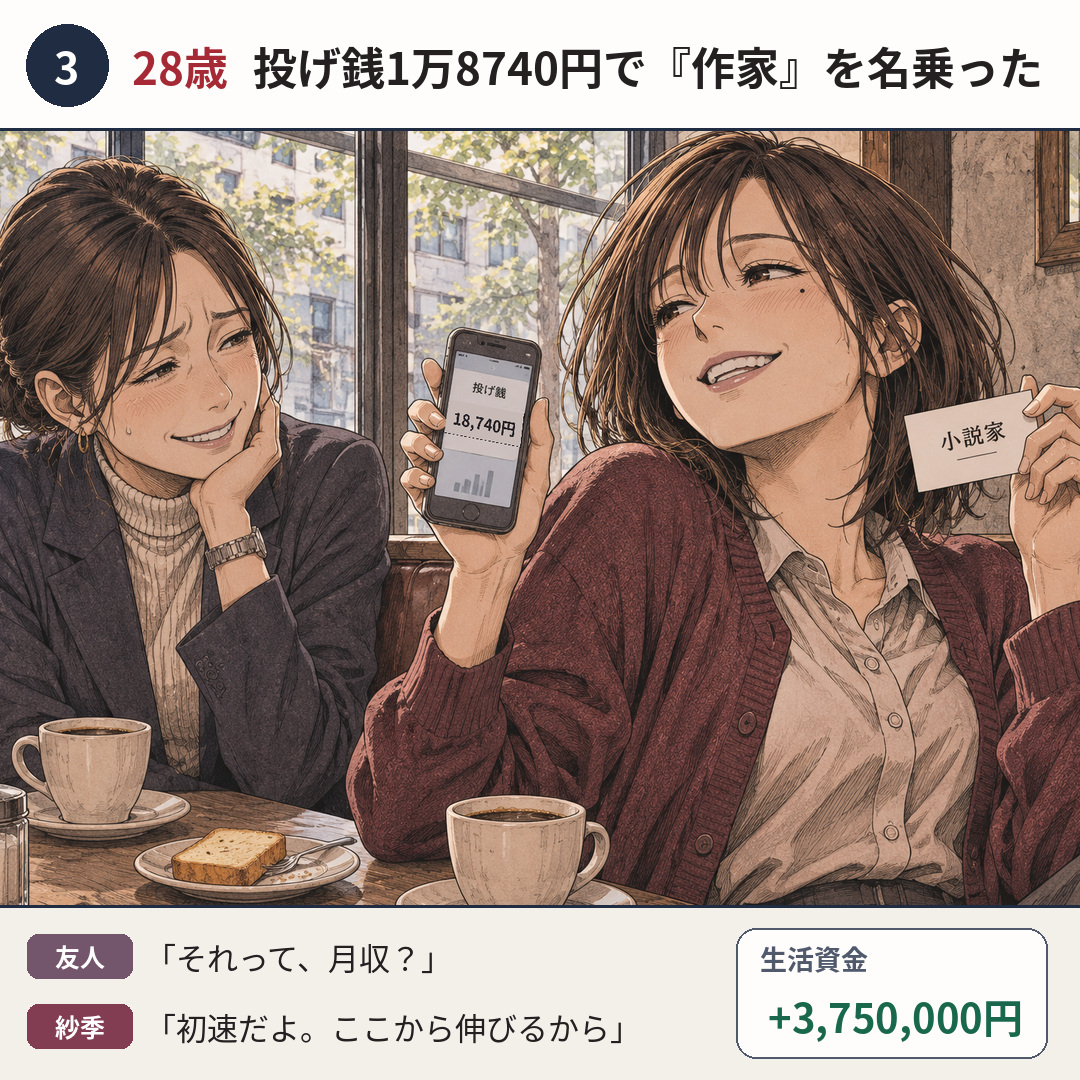 3
28歳 投げ銭1万8740円で『作家』を名乗った
投げ銭
18,740円
小説家
友人
「それって、月収？」
紗季
「初速だよ。ここから伸びるから」
生活資金
+3,750,000円